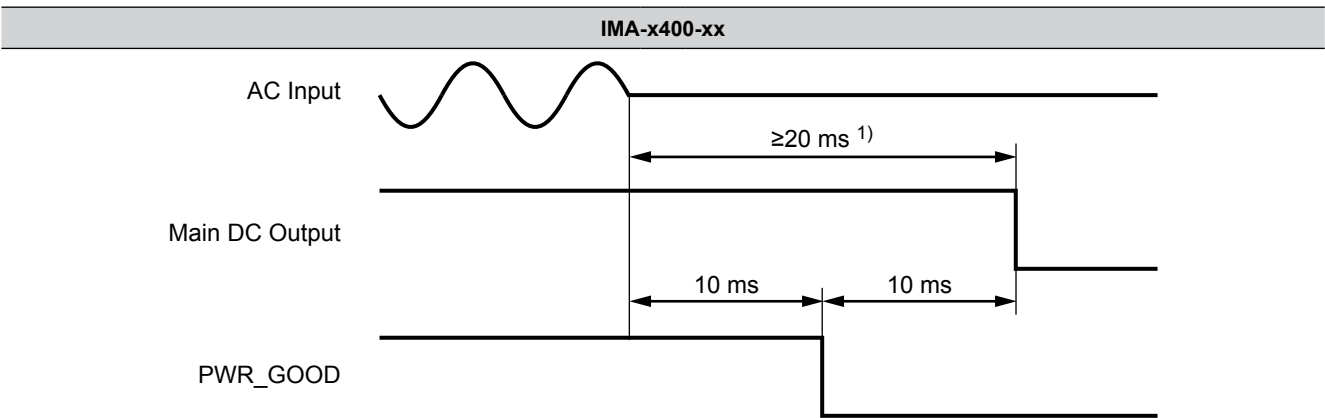 IMA-x400-xx
AC Input
≥20 ms 1)
Main DC Output
10 ms
10 ms
PWR_GOOD